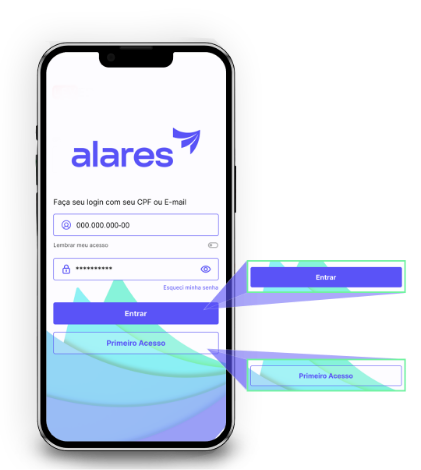 alares
Faça seu login com seu CPF ou E-mail
000.000.000-00
Lembrar meu acesso
**********
Esqueci minha senha
Entrar
Primeiro Acesso
Entrar
Primeiro Acesso